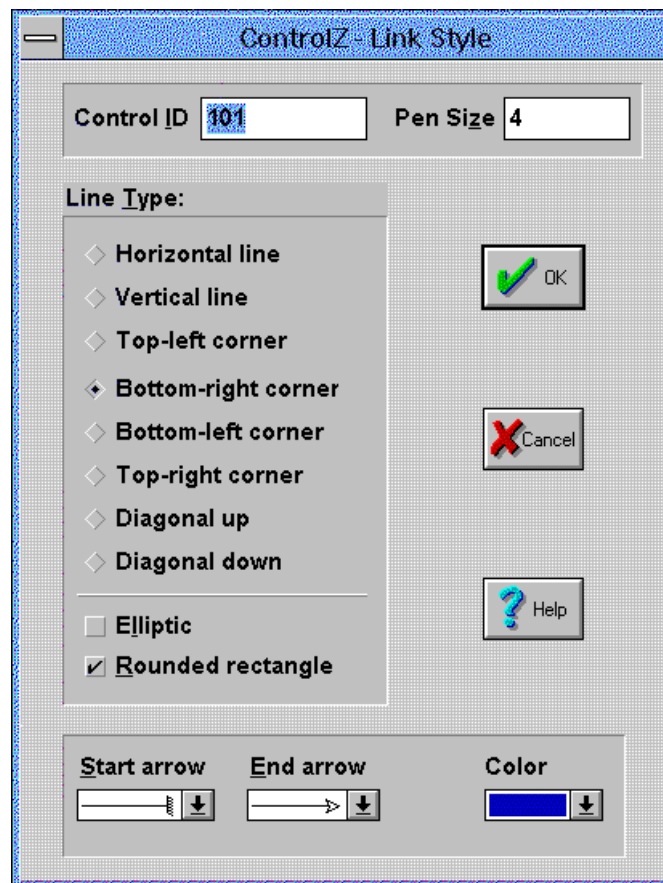 ControlZ - Link Style
Control ID 101 Pen Size 4
Line Type:
Horizontal line
Vertical line
Top-left corner
Bottom-right corner
Bottom-left corner
Top-right corner
Diagonal up
Diagonal down
Elliptic
Rounded rectangle
OK
Cancel
Help
Start arrow End arrow Color